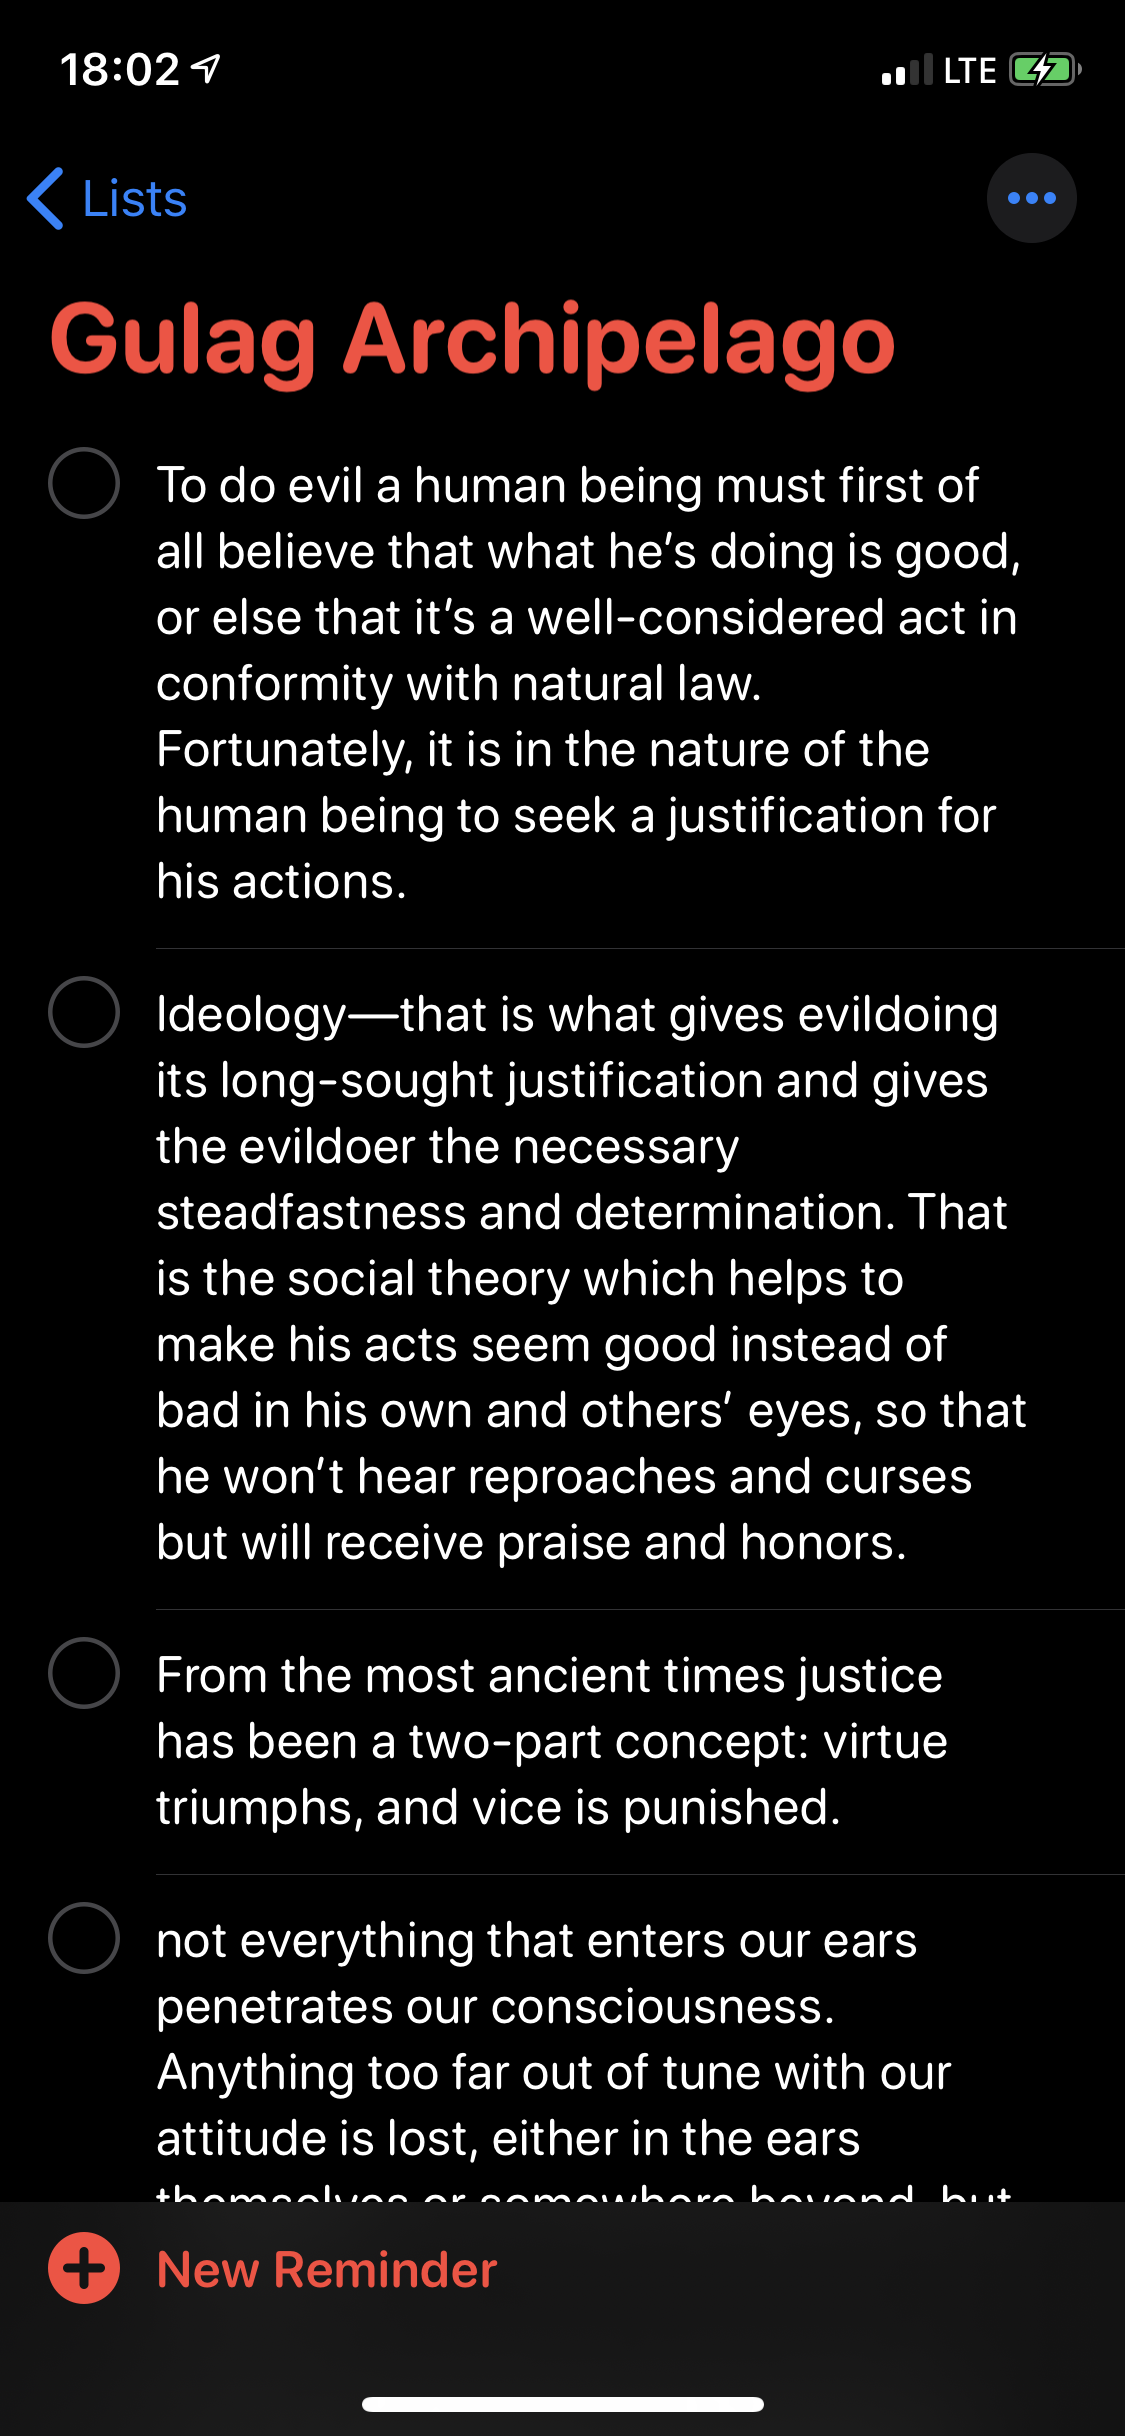 18:02
LTE
Lists
Gulag Archipelago
To do evil a human being must first of
all believe that what he’s doing is good,
or else that it’s a well-considered act in
conformity with natural law.
Fortunately, it is in the nature of the
human being to seek a justification for
his actions.
Ideology—that is what gives evildoing
its long-sought justification and gives
the evildoer the necessary
steadfastness and determination. That
is the social theory which helps to
make his acts seem good instead of
bad in his own and others’ eyes, so that
he won’t hear reproaches and curses
but will receive praise and honors.
From the most ancient times justice
has been a two-part concept: virtue
triumphs, and vice is punished.
not everything that enters our ears
penetrates our consciousness.
Anything too far out of tune with our
attitude is lost, either in the ears
themselves or somewhere beyond, but
New Reminder